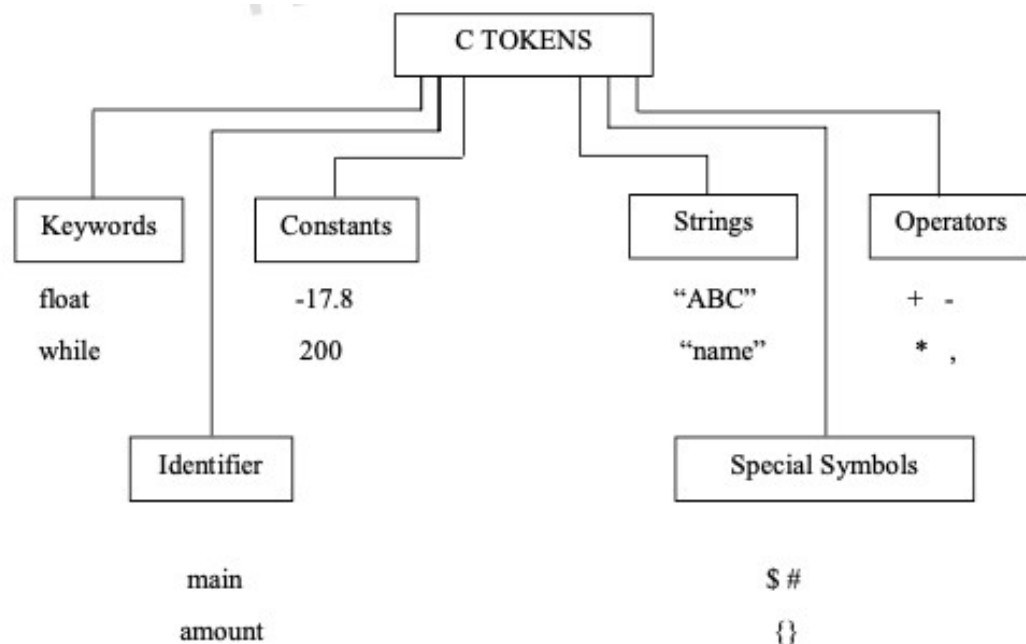 C TOKENS
Keywords
Constants
Strings
Operators
float
-17.8
“ABC”
+ -
while
200
“name”
* ,
Identifier
Special Symbols
main
$ #
amount
{}